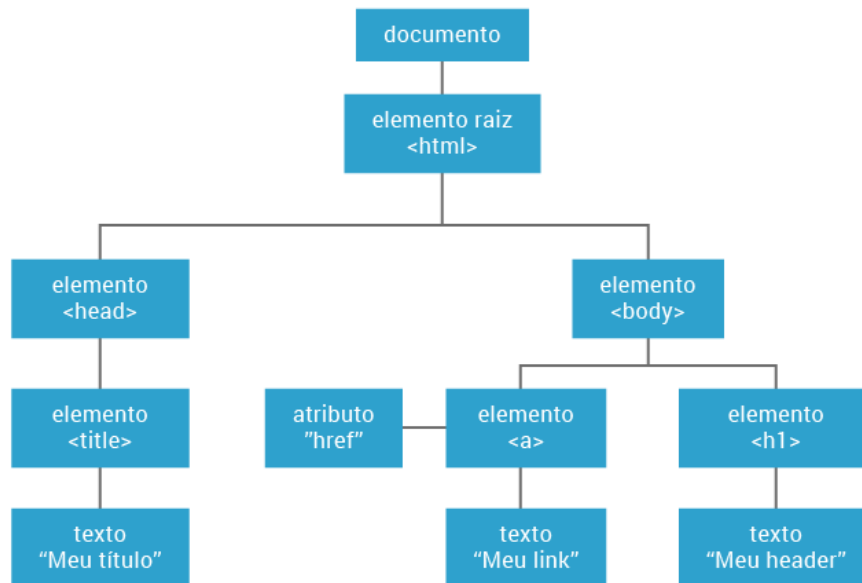 documento
elemento raiz
<html>
elemento
<head>
elemento
<body>
elemento
<title>
atributo
”href”
elemento
<a>
elemento
<h1>
texto
“Meu título”
texto
“Meu link”
texto
“Meu header”